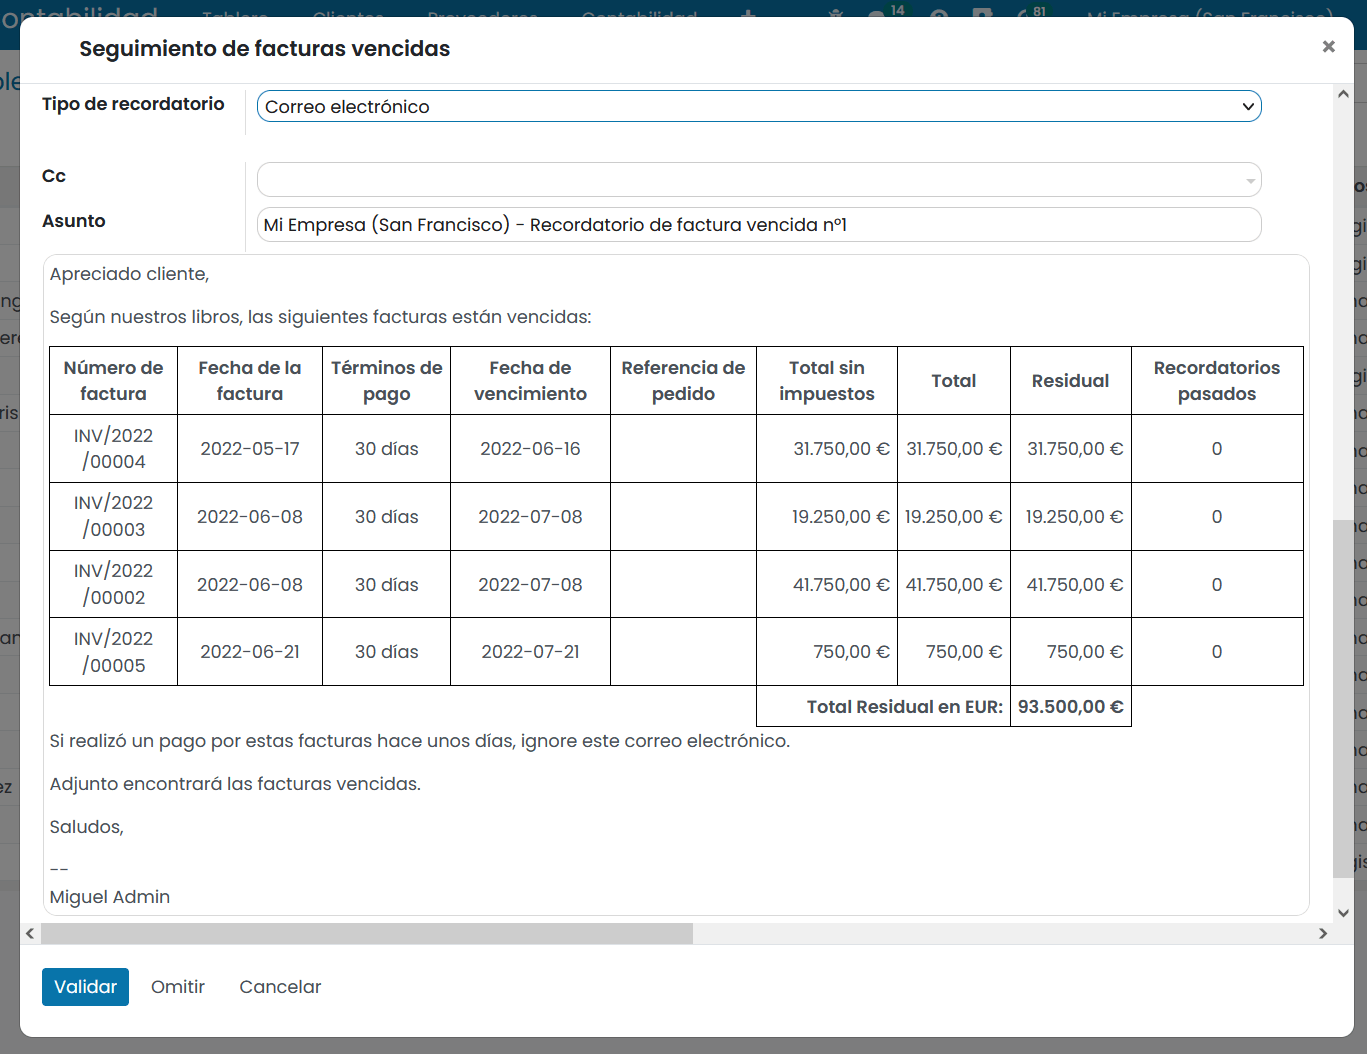 Seguimiento de facturas vencidas
×
Tipo de recordatorio
Correo electrónico
Cc
Asunto
Mi Empresa (San Francisco) - Recordatorio de factura vencida nº1
Apreciado cliente,
Según nuestros libros, las siguientes facturas están vencidas:
Número de factura | Fecha de la factura | Términos de pago | Fecha de vencimiento | Referencia de pedido | Total sin impuestos | Total | Residual | Recordatorios pasados
INV/2022/00004 | 2022-05-17 | 30 días | 2022-06-16 | | 31.750,00 € | 31.750,00 € | 31.750,00 € | 0
INV/2022/00003 | 2022-06-08 | 30 días | 2022-07-08 | | 19.250,00 € | 19.250,00 € | 19.250,00 € | 0
INV/2022/00002 | 2022-06-08 | 30 días | 2022-07-08 | | 41.750,00 € | 41.750,00 € | 41.750,00 € | 0
INV/2022/00005 | 2022-06-21 | 30 días | 2022-07-21 | | 750,00 € | 750,00 € | 750,00 € | 0
Total Residual en EUR: 93.500,00 €
Si realizó un pago por estas facturas hace unos días, ignore este correo electrónico.
Adjunto encontrará las facturas vencidas.
Saludos,
--
Miguel Admin
Validar Omitir Cancelar